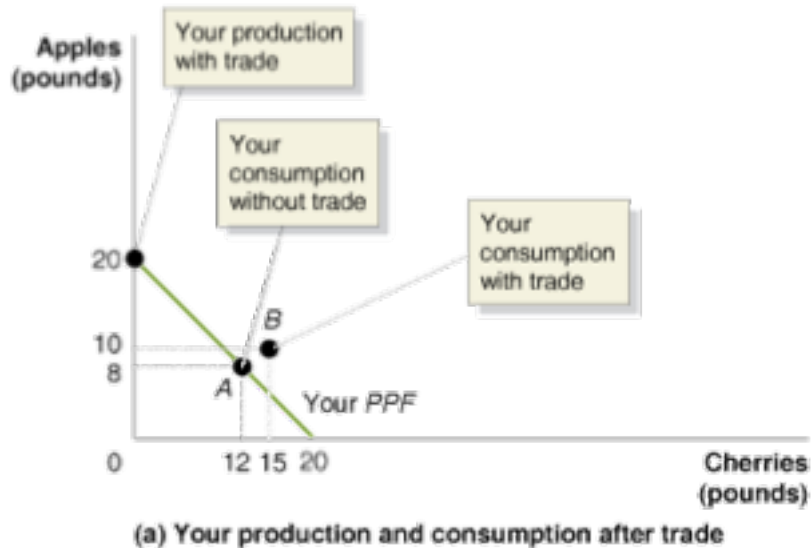 Apples
(pounds)
Your production
with trade
Your
consumption
without trade
Your
consumption
with trade
20
10
8
B
A
Your PPF
0
12
15
20
Cherries
(pounds)
(a) Your production and consumption after trade